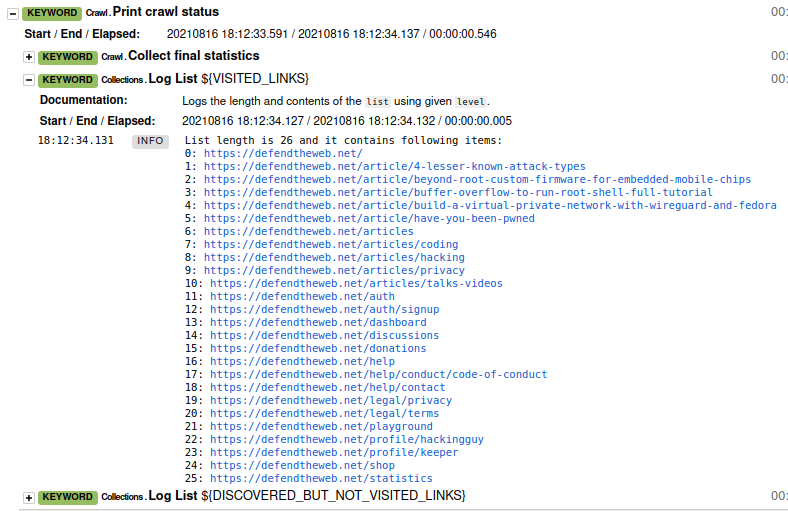 KEYWORD Crawl.Print crawl status 00:
Start / End / Elapsed: 20210816 18:12:33.591 / 20210816 18:12:34.137 / 00:00:00.546
KEYWORD Crawl.Collect final statistics 00:
KEYWORD Collections.Log List ${VISITED_LINKS} 00:
Documentation: Logs the length and contents of the list using given level.
Start / End / Elapsed: 20210816 18:12:34.127 / 20210816 18:12:34.132 / 00:00:00.005
18:12:34.131 INFO List length is 26 and it contains following items:
0: https://defendtheweb.net/
1: https://defendtheweb.net/article/4-lesser-known-attack-types
2: https://defendtheweb.net/article/beyond-root-custom-firmware-for-embedded-mobile-chips
3: https://defendtheweb.net/article/buffer-overflow-to-run-root-shell-full-tutorial
4: https://defendtheweb.net/article/build-a-virtual-private-network-with-wireguard-and-fedora
5: https://defendtheweb.net/article/have-you-been-pwned
6: https://defendtheweb.net/articles
7: https://defendtheweb.net/articles/coding
8: https://defendtheweb.net/articles/hacking
9: https://defendtheweb.net/articles/privacy
10: https://defendtheweb.net/articles/talks-videos
11: https://defendtheweb.net/auth
12: https://defendtheweb.net/auth/signup
13: https://defendtheweb.net/dashboard
14: https://defendtheweb.net/discussions
15: https://defendtheweb.net/donations
16: https://defendtheweb.net/help
17: https://defendtheweb.net/help/conduct/code-of-conduct
18: https://defendtheweb.net/help/contact
19: https://defendtheweb.net/legal/privacy
20: https://defendtheweb.net/legal/terms
21: https://defendtheweb.net/playground
22: https://defendtheweb.net/profile/hackingguy
23: https://defendtheweb.net/profile/keeper
24: https://defendtheweb.net/shop
25: https://defendtheweb.net/statistics
KEYWORD Collections.Log List ${DISCOVERED_BUT_NOT_VISITED_LINKS} 00: